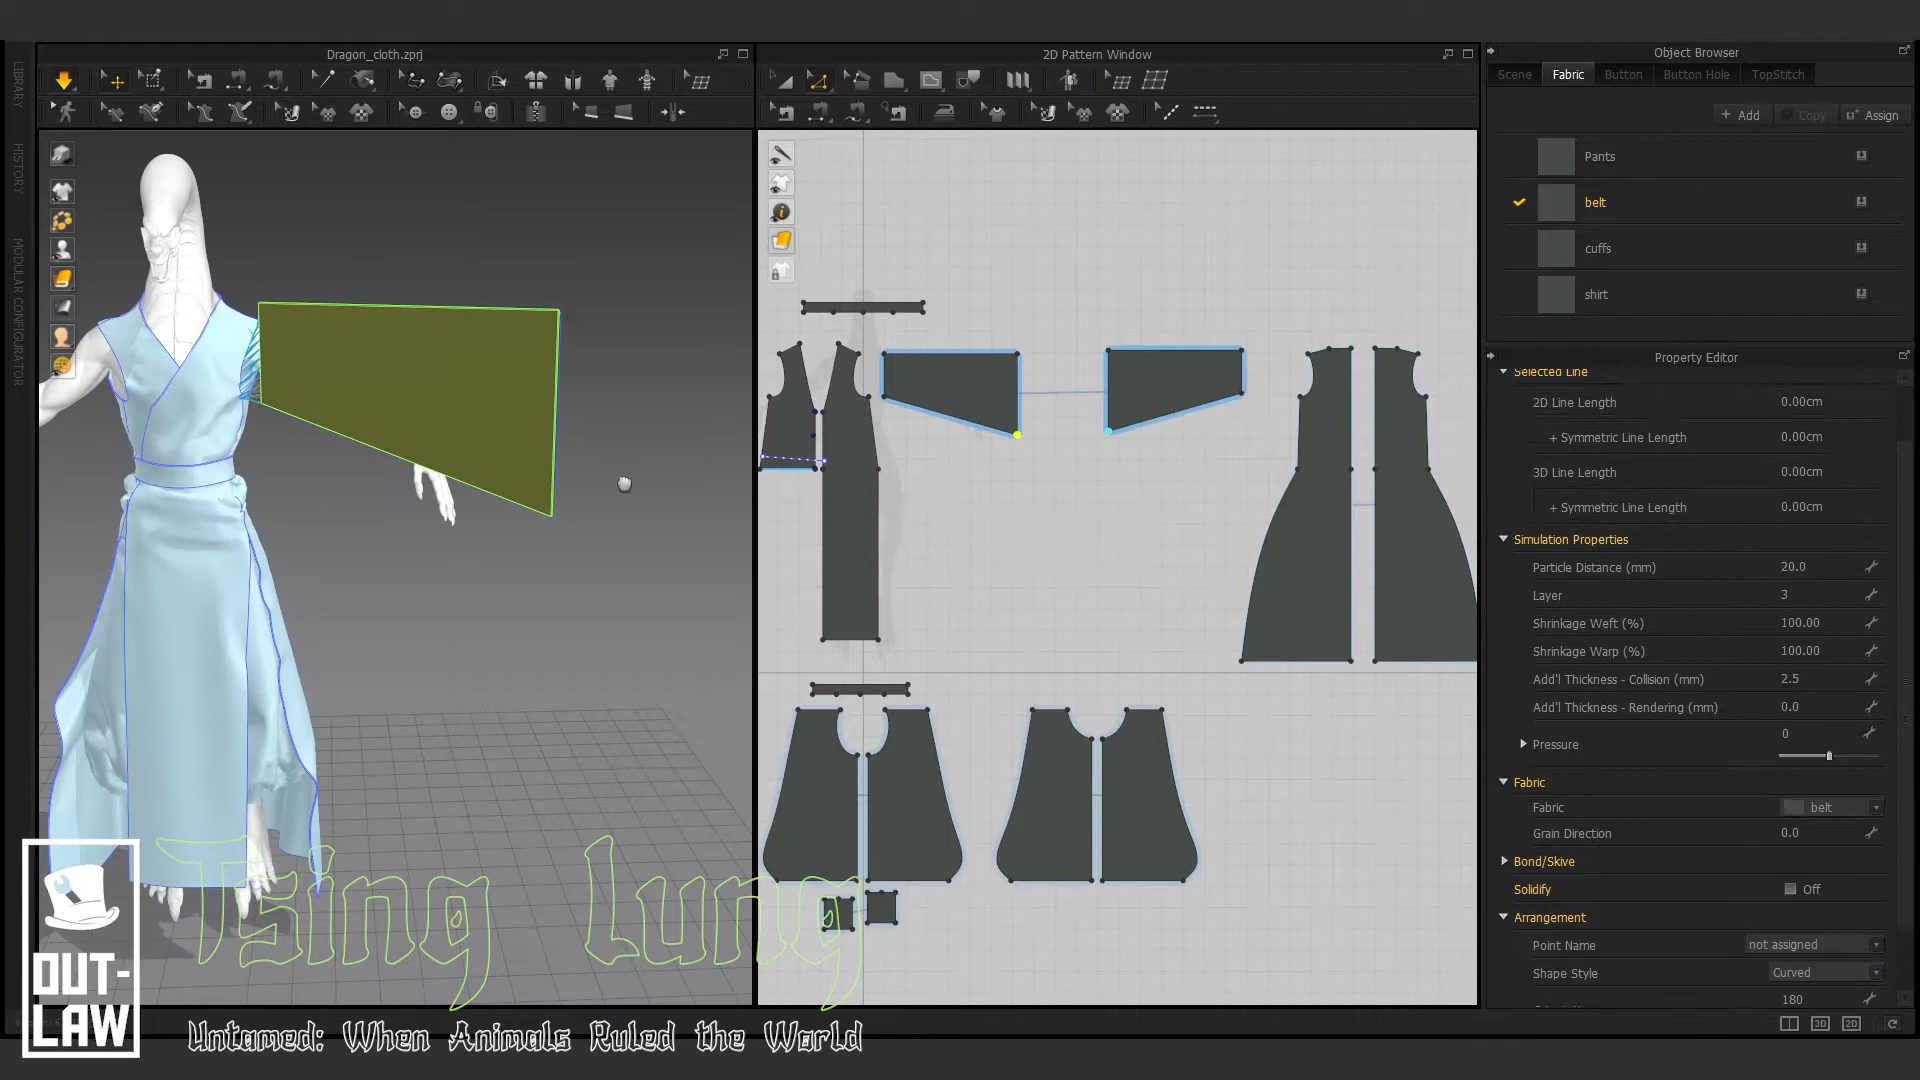 Dragon_cloth.zprj
2D Pattern Window
Object Browser
Scene Fabric Button Button Hole TopStitch
+ Add Copy Assign
Pants
belt
cuffs
shirt
LIBRARY
HISTORY
MODULAR CONFIGURATOR
Property Editor
Selected Line
2D Line Length 0.00cm
+ Symmetric Line Length 0.00cm
3D Line Length 0.00cm
+ Symmetric Line Length 0.00cm
Simulation Properties
Particle Distance (mm) 20.0
Layer 3
Shrinkage Weft (%) 100.00
Shrinkage Warp (%) 100.00
Add'l Thickness - Collision (mm) 2.5
Add'l Thickness - Rendering (mm) 0.0
Pressure 0
Fabric
Fabric belt
Grain Direction 0.0
Bond/Skive
Solidify Off
Arrangement
Point Name not assigned
Shape Style Curved
180
3D 2D
Tsing Lung
OUT-
LAW
Untamed: When Animals Ruled the World